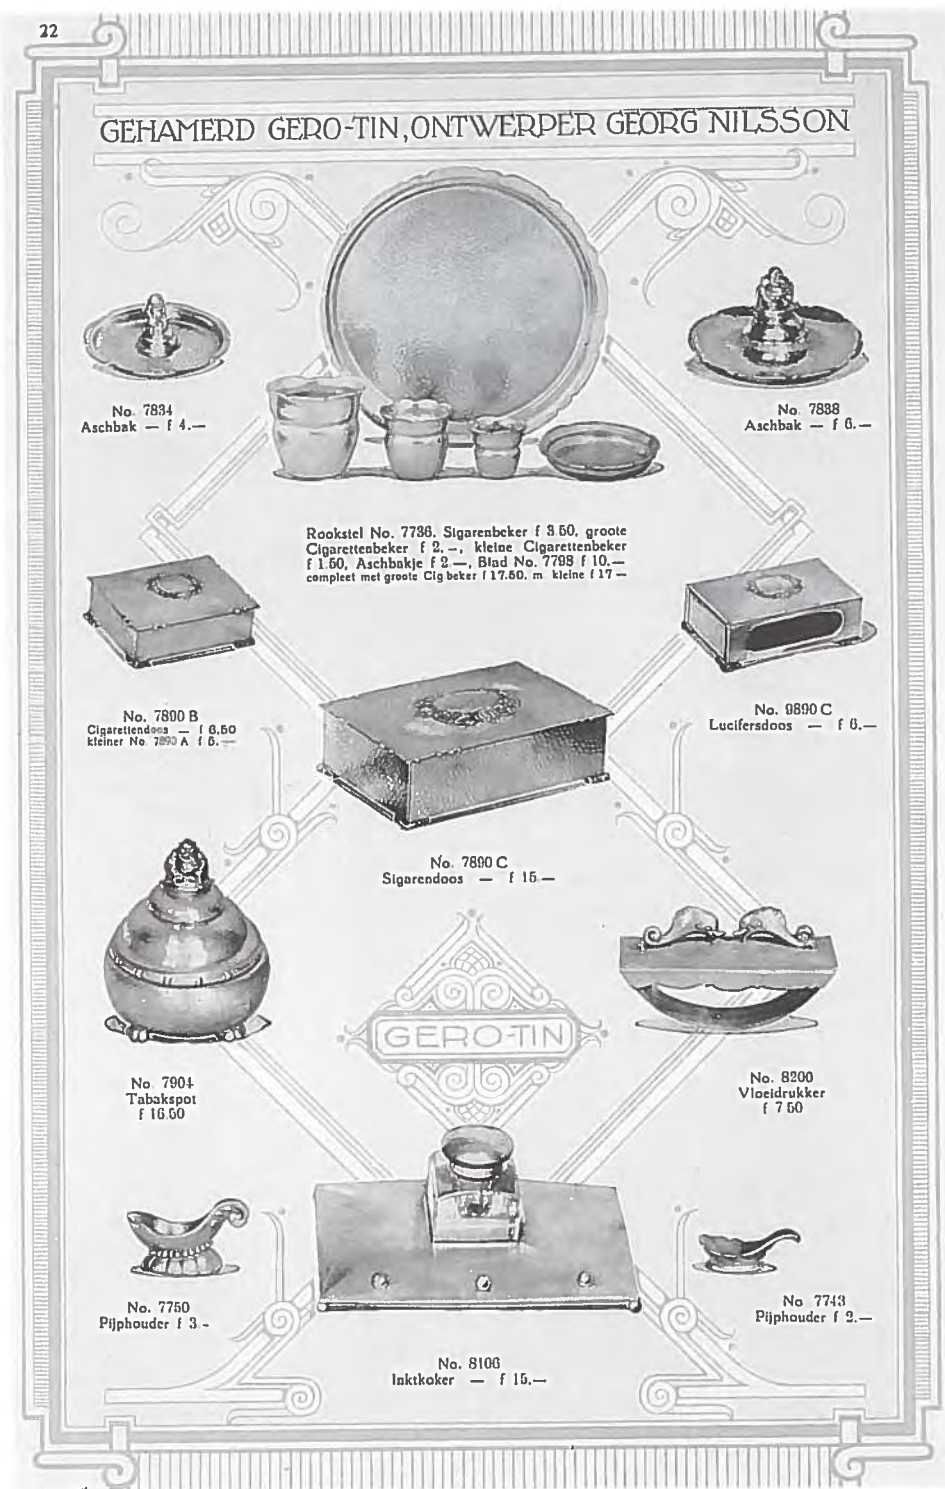 22
GEHAMERD GERO-TIN, ONTWERPER GEORG NILSSON
No. 7834
Aschbak — f 4.—
No. 7838
Aschbak — f 6.—
Rookstel No. 7736, Sigarenbeker f 3.50, groote
Cigarettenbeker f 2.–, kleine Cigarettenbeker
f 1.50, Aschbakje f 2.—, Blad No. 7798 f 10.—
compleet met groote Cig beker f 17.50, m. kleine f 17 —
No. 7890 B
Cigarettendoos — f 6.50
kleiner No. 7890 A f 5.—
No. 9890 C
Lucifersdoos — f 6.—
No. 7890 C
Sigarendoos — f 15 —
GERO-TIN
No. 7904
Tabakspot
f 16.50
No. 8200
Vloeidrukker
f 7.50
No. 7750
Pijphouder f 3 -
No 7743
Pijphouder f 2.—
No. 8106
Inktkoker — f 15.—